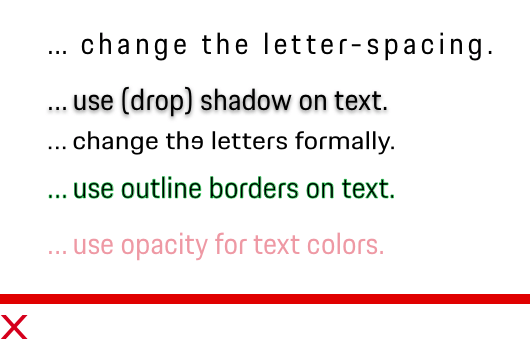 ... change the letter-spacing.
... use (drop) shadow on text.
... change thɘ letters formally.
... use outline borders on text.
... use opacity for text colors.